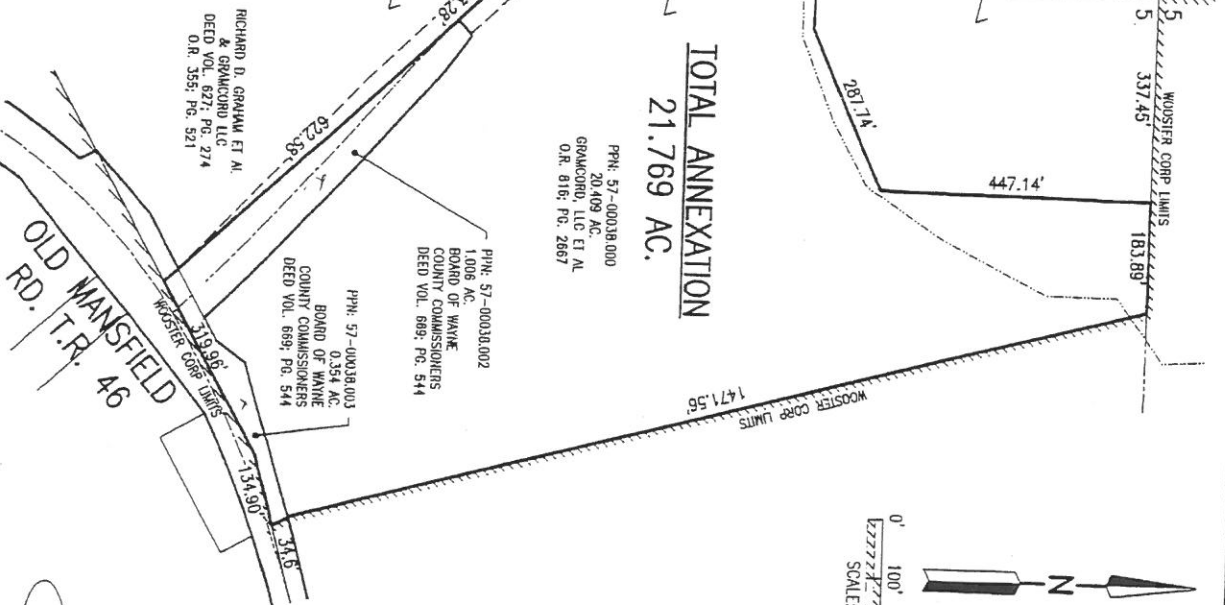 5
5
337.45'
WOOSTER CORP LIMITS
183.89'
447.14'
287.74'
TOTAL ANNEXATION
21.769 AC.
PPN: 57-00038.000
20.409 AC.
GRAMCORD, LLC ET AL
O.R. 816; PG. 2667
PPN: 57-00038.002
1.006 AC.
BOARD OF WAYNE
COUNTY COMMISSIONERS
DEED VOL. 669; PG. 544
PPN: 57-00038.003
0.354 AC.
BOARD OF WAYNE
COUNTY COMMISSIONERS
DEED VOL. 669; PG. 544
RICHARD D. GRAHAM ET AL
& GRAMCORD LLC
DEED VOL. 627; PG. 274
O.R. 355; PG. 521
622.58'
319.96'
WOOSTER CORP LIMITS
134.90'
34.6'
OLD MANSFIELD
RD. T.R. 46
1471.56'
WOOSTER CORP LIMITS
N
0' 100'
SCALE: